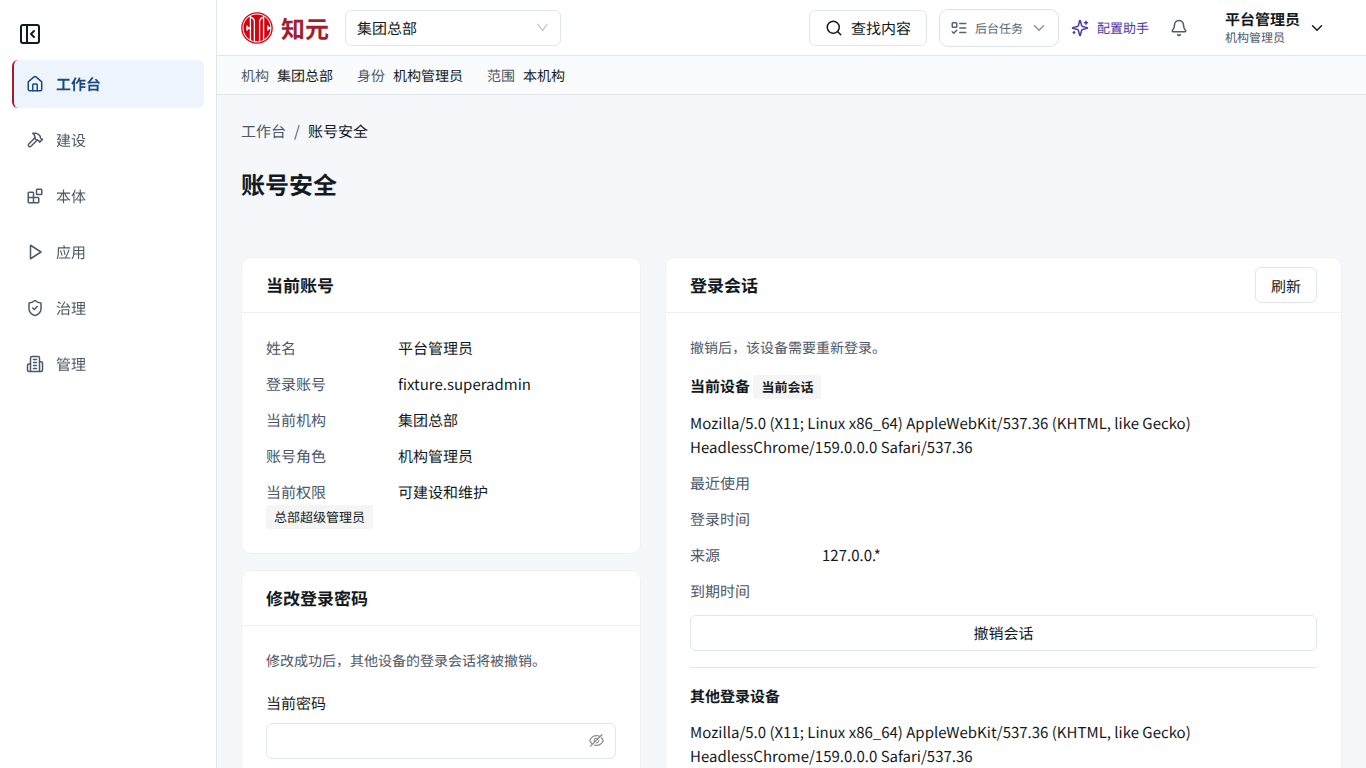 知元
集团总部
查找内容
后台任务
配置助手
平台管理员
机构管理员
工作台
建设
本体
应用
治理
管理
机构 集团总部 身份 机构管理员 范围 本机构
工作台 / 账号安全
账号安全
当前账号
姓名 平台管理员
登录账号 fixture.superadmin
当前机构 集团总部
账号角色 机构管理员
当前权限 可建设和维护
总部超级管理员
修改登录密码
修改成功后，其他设备的登录会话将被撤销。
当前密码
登录会话
刷新
撤销后，该设备需要重新登录。
当前设备 当前会话
Mozilla/5.0 (X11; Linux x86_64) AppleWebKit/537.36 (KHTML, like Gecko)
HeadlessChrome/159.0.0.0 Safari/537.36
最近使用
登录时间
来源 127.0.0.*
到期时间
撤销会话
其他登录设备
Mozilla/5.0 (X11; Linux x86_64) AppleWebKit/537.36 (KHTML, like Gecko)
HeadlessChrome/159.0.0.0 Safari/537.36